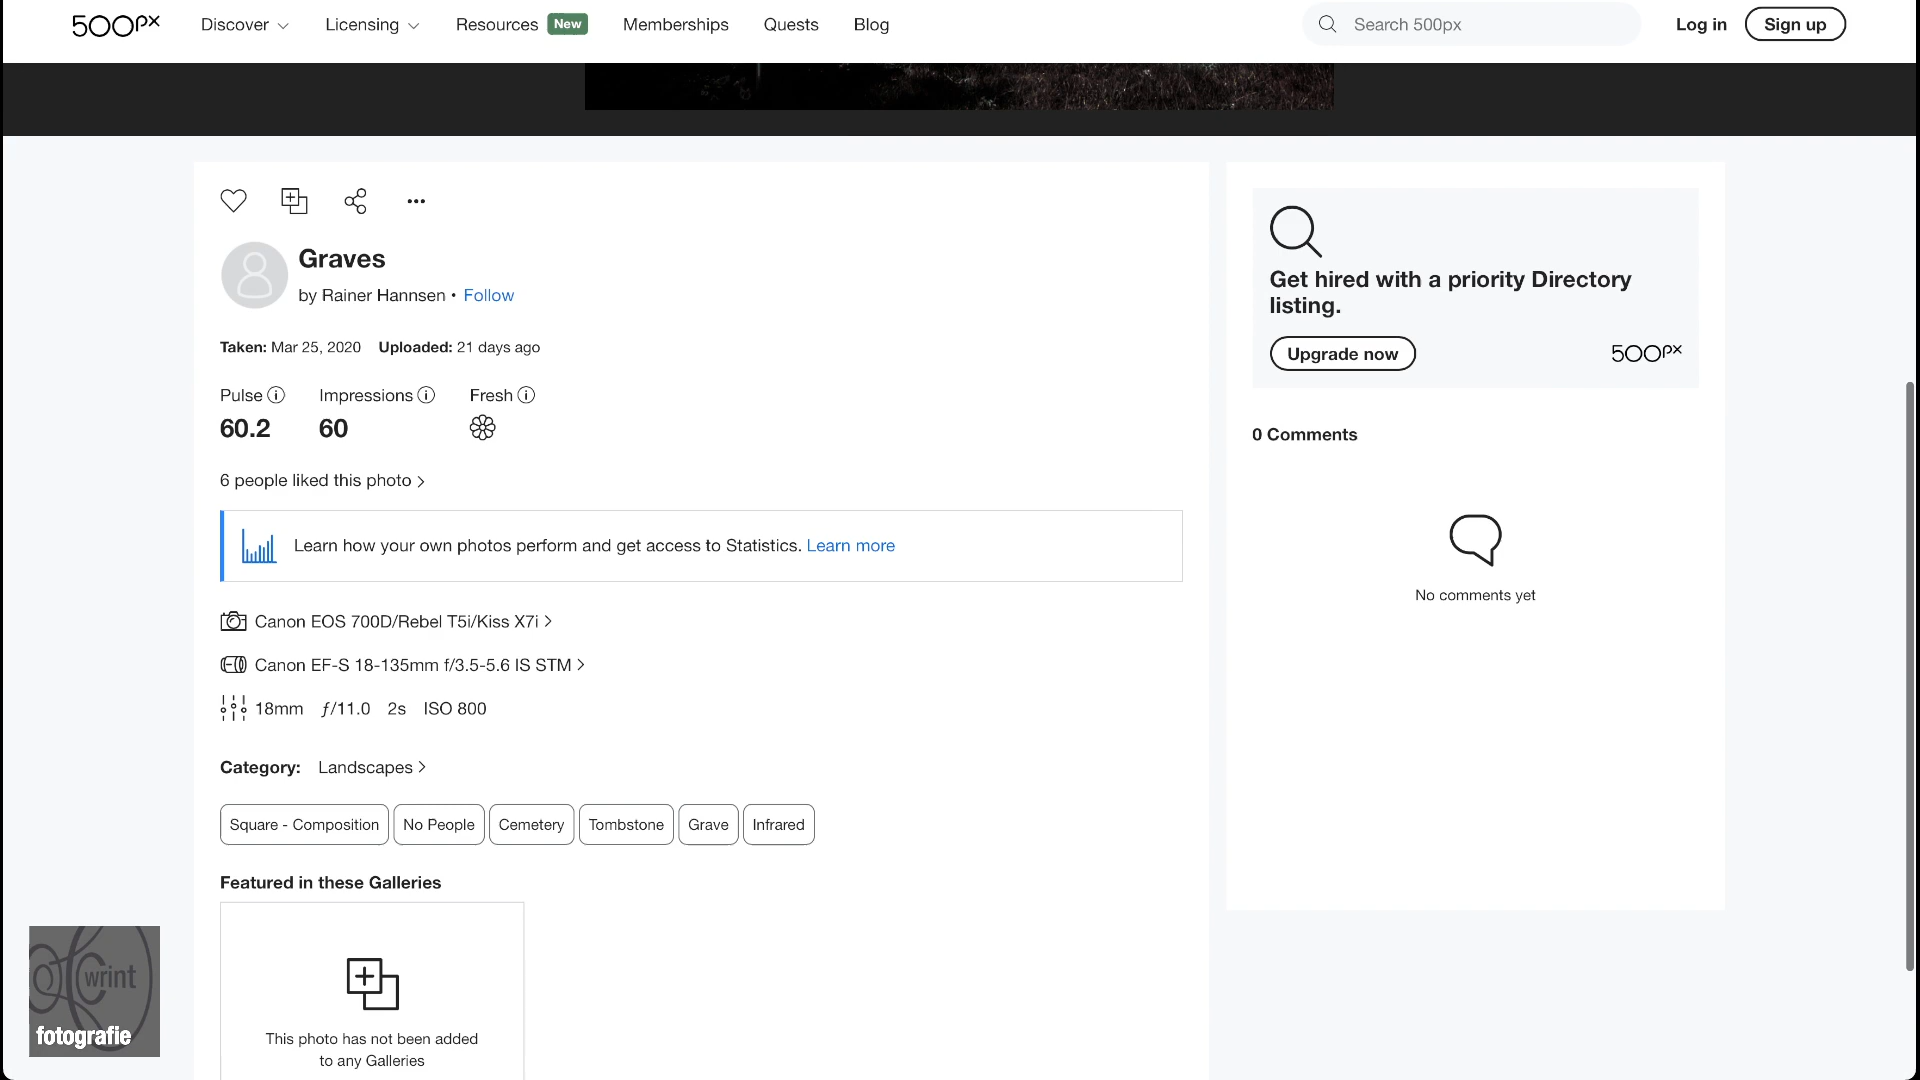 500px Discover Licensing Resources New Memberships Quests Blog Search 500px Log in Sign up
Graves
by Rainer Hannsen • Follow
Taken: Mar 25, 2020 Uploaded: 21 days ago
Pulse Impressions Fresh
60.2 60
6 people liked this photo
Learn how your own photos perform and get access to Statistics. Learn more
Canon EOS 700D/Rebel T5i/Kiss X7i
Canon EF-S 18-135mm f/3.5-5.6 IS STM
18mm ƒ/11.0 2s ISO 800
Category: Landscapes
Square - Composition No People Cemetery Tombstone Grave Infrared
Featured in these Galleries
This photo has not been added
to any Galleries
Get hired with a priority Directory
listing.
Upgrade now 500px
0 Comments
No comments yet
wrint
fotografie